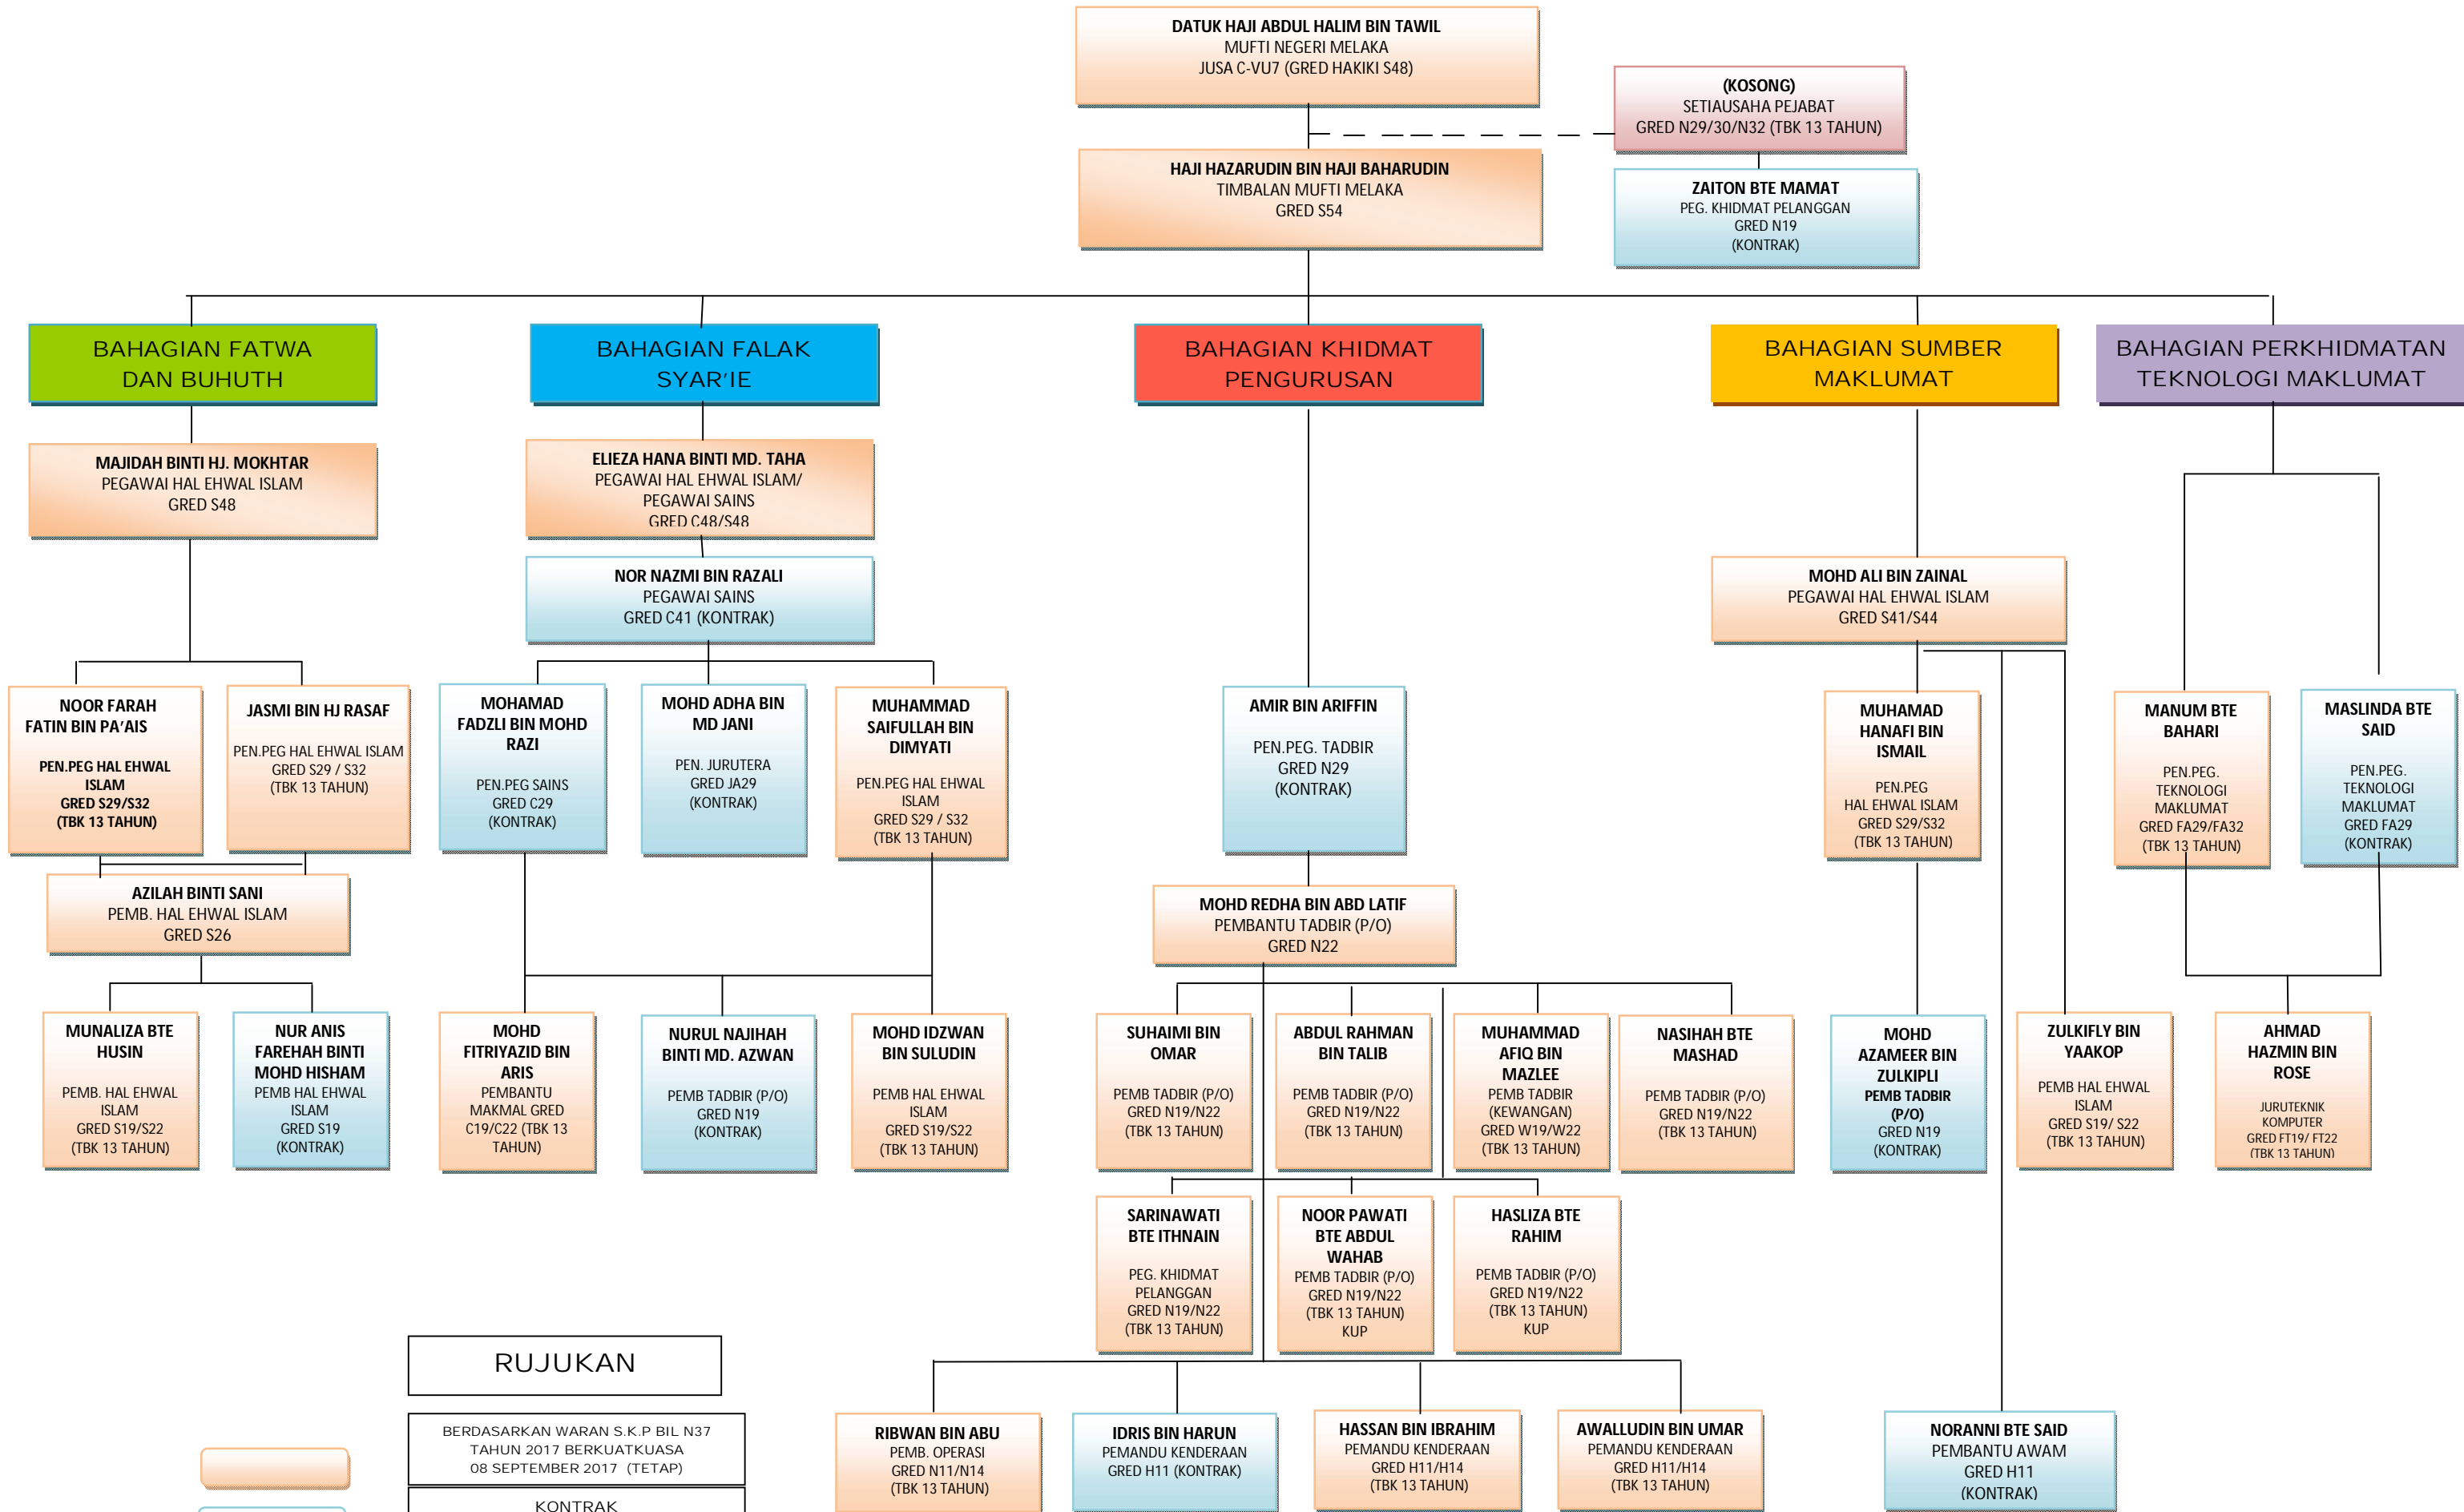 DATUK HAJI ABDUL HALIM BIN TAWIL
MUFTI NEGERI MELAKA
JUSA C-VU7 (GRED HAKIKI S48)
(KOSONG)
SETIAUSAHA PEJABAT
GRED N29/30/N32 (TBK 13 TAHUN)
HAJI HAZARUDIN BIN HAJI BAHARUDIN
TIMBALAN MUFTI MELAKA
GRED S54
ZAITON BTE MAMAT
PEG. KHIDMAT PELANGGAN
GRED N19
(KONTRAK)
BAHAGIAN FATWA
DAN BUHUTH
BAHAGIAN FALAK
SYAR'IE
BAHAGIAN KHIDMAT
PENGURUSAN
BAHAGIAN SUMBER
MAKLUMAT
BAHAGIAN PERKHIDMATAN
TEKNOLOGI MAKLUMAT
MAJIDAH BINTI HJ. MOKHTAR
PEGAWAI HAL EHWAL ISLAM
GRED S48
ELIEZA HANA BINTI MD. TAHA
PEGAWAI HAL EHWAL ISLAM/
PEGAWAI SAINS
GRED C48/S48
NOR NAZMI BIN RAZALI
PEGAWAI SAINS
GRED C41 (KONTRAK)
MOHD ALI BIN ZAINAL
PEGAWAI HAL EHWAL ISLAM
GRED S41/S44
NOOR FARAH
FATIN BIN PA'AIS
PEN.PEG HAL EHWAL
ISLAM
GRED S29/S32
(TBK 13 TAHUN)
JASMI BIN HJ RASAF
PEN.PEG HAL EHWAL ISLAM
GRED S29 / S32
(TBK 13 TAHUN)
MOHAMAD
FADZLI BIN MOHD
RAZI
PEN.PEG SAINS
GRED C29
(KONTRAK)
MOHD ADHA BIN
MD JANI
PEN. JURUTERA
GRED JA29
(KONTRAK)
MUHAMMAD
SAIFULLAH BIN
DIMYATI
PEN.PEG HAL EHWAL
ISLAM
GRED S29 / S32
(TBK 13 TAHUN)
AMIR BIN ARIFFIN
PEN.PEG. TADBIR
GRED N29
(KONTRAK)
MUHAMAD
HANAFI BIN
ISMAIL
PEN.PEG
HAL EHWAL ISLAM
GRED S29/S32
(TBK 13 TAHUN)
MANUM BTE
BAHARI
PEN.PEG.
TEKNOLOGI
MAKLUMAT
GRED FA29/FA32
(TBK 13 TAHUN)
MASLINDA BTE
SAID
PEN.PEG.
TEKNOLOGI
MAKLUMAT
GRED FA29
(KONTRAK)
AZILAH BINTI SANI
PEMB. HAL EHWAL ISLAM
GRED S26
MOHD REDHA BIN ABD LATIF
PEMBANTU TADBIR (P/O)
GRED N22
MUNALIZA BTE
HUSIN
PEMB. HAL EHWAL
ISLAM
GRED S19/S22
(TBK 13 TAHUN)
NUR ANIS
FAREHAH BINTI
MOHD HISHAM
PEMB HAL EHWAL
ISLAM
GRED S19
(KONTRAK)
MOHD
FITRIYAZID BIN
ARIS
PEMBANTU
MAKMAL GRED
C19/C22 (TBK 13
TAHUN)
NURUL NAJIHAH
BINTI MD. AZWAN
PEMB TADBIR (P/O)
GRED N19
(KONTRAK)
MOHD IDZWAN
BIN SULUDIN
PEMB HAL EHWAL
ISLAM
GRED S19/S22
(TBK 13 TAHUN)
SUHAIMI BIN
OMAR
PEMB TADBIR (P/O)
GRED N19/N22
(TBK 13 TAHUN)
ABDUL RAHMAN
BIN TALIB
PEMB TADBIR (P/O)
GRED N19/N22
(TBK 13 TAHUN)
MUHAMMAD
AFIQ BIN
MAZLEE
PEMB TADBIR
(KEWANGAN)
GRED W19/W22
(TBK 13 TAHUN)
NASIHAH BTE
MASHAD
PEMB TADBIR (P/O)
GRED N19/N22
(TBK 13 TAHUN)
MOHD
AZAMEER BIN
ZULKIPLI
PEMB TADBIR
(P/O)
GRED N19
(KONTRAK)
ZULKIFLY BIN
YAAKOP
PEMB HAL EHWAL
ISLAM
GRED S19/ S22
(TBK 13 TAHUN)
AHMAD
HAZMIN BIN
ROSE
JURUTEKNIK
KOMPUTER
GRED FT19/ FT22
(TBK 13 TAHUN)
SARINAWATI
BTE ITHNAIN
PEG. KHIDMAT
PELANGGAN
GRED N19/N22
(TBK 13 TAHUN)
NOOR PAWATI
BTE ABDUL
WAHAB
PEMB TADBIR (P/O)
GRED N19/N22
(TBK 13 TAHUN)
KUP
HASLIZA BTE
RAHIM
PEMB TADBIR (P/O)
GRED N19/N22
(TBK 13 TAHUN)
KUP
RUJUKAN
BERDASARKAN WARAN S.K.P BIL N37
TAHUN 2017 BERKUATKUASA
08 SEPTEMBER 2017 (TETAP)
KONTRAK
RIBWAN BIN ABU
PEMB. OPERASI
GRED N11/N14
(TBK 13 TAHUN)
IDRIS BIN HARUN
PEMANDU KENDERAAN
GRED H11 (KONTRAK)
HASSAN BIN IBRAHIM
PEMANDU KENDERAAN
GRED H11/H14
(TBK 13 TAHUN)
AWALLUDIN BIN UMAR
PEMANDU KENDERAAN
GRED H11/H14
(TBK 13 TAHUN)
NORANNI BTE SAID
PEMBANTU AWAM
GRED H11
(KONTRAK)